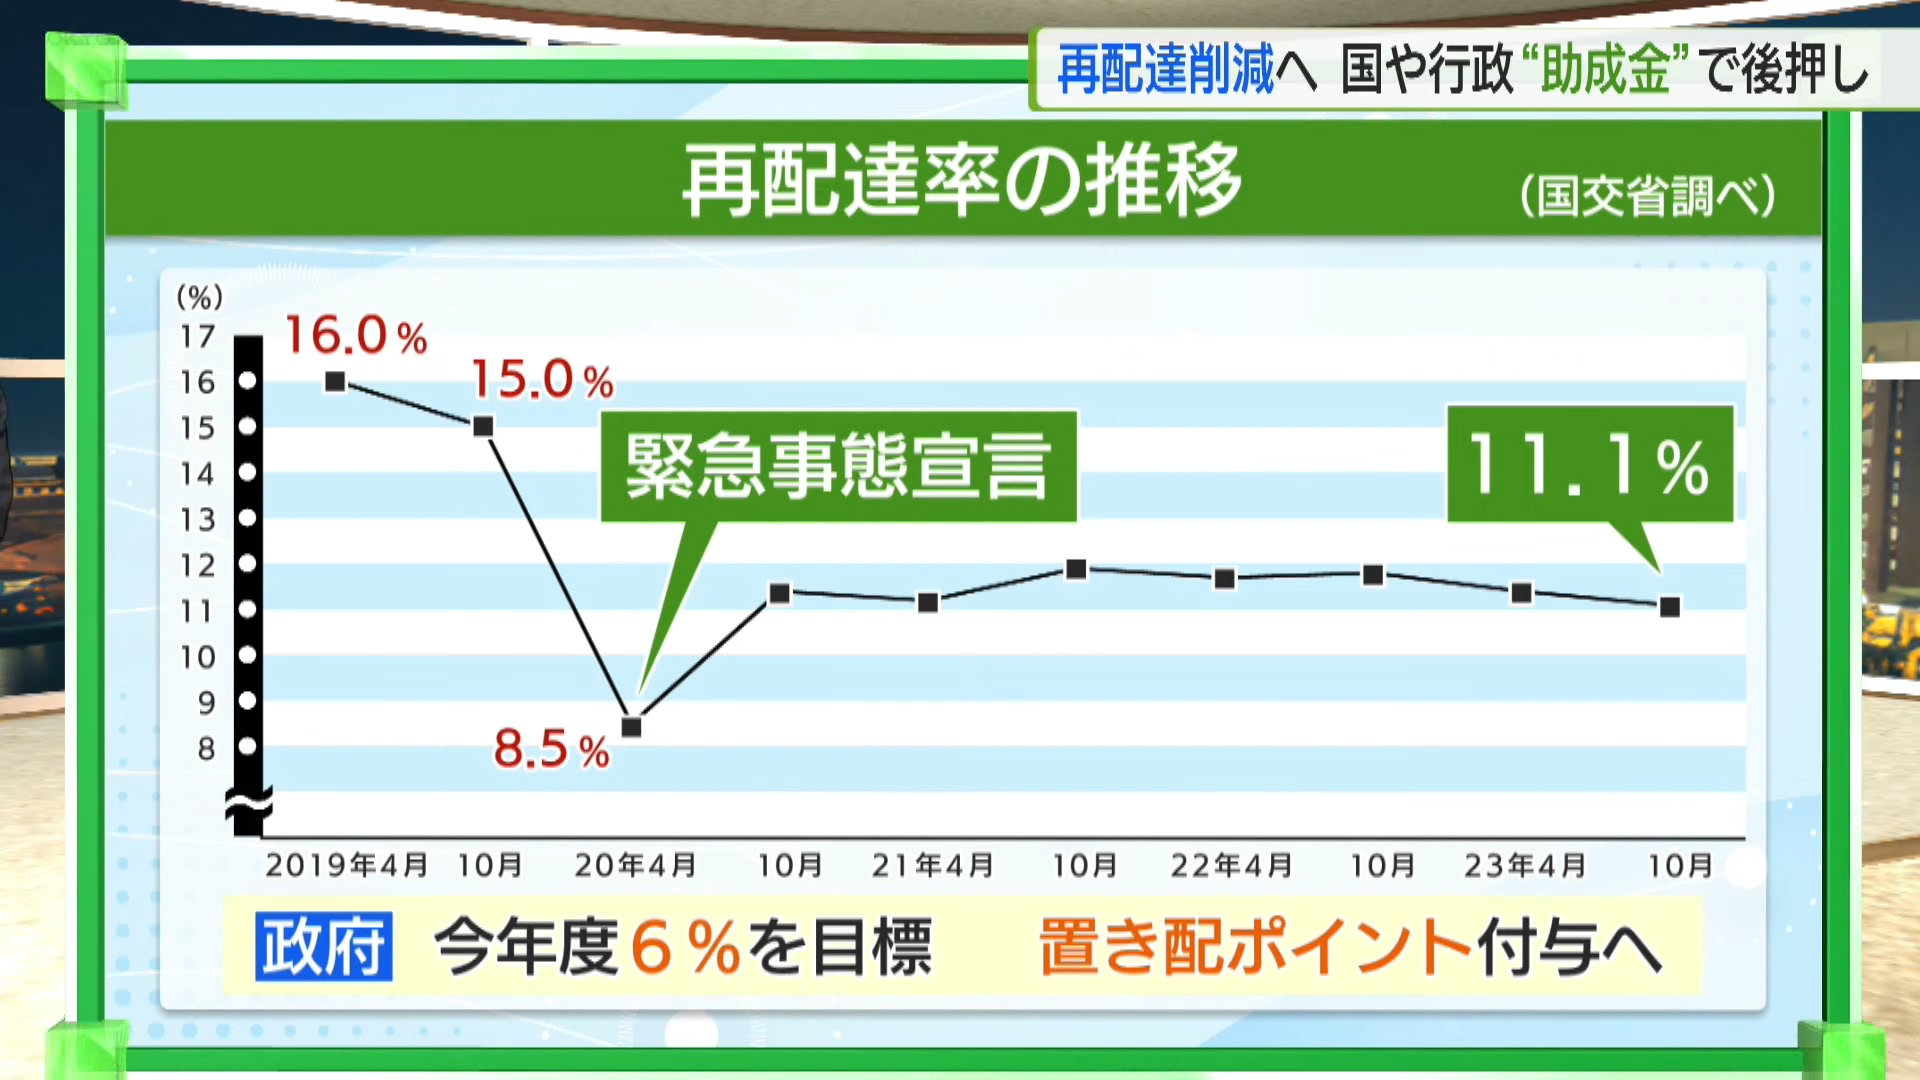 再配達削減へ 国や行政“助成金”で後押し
再配達率の推移
（国交省調べ）
(%)
17
16
15
14
13
12
11
10
9
8
16.0%
15.0%
緊急事態宣言
11.1%
8.5%
2019年4月 10月 20年4月 10月 21年4月 10月 22年4月 10月 23年4月 10月
政府 今年度6%を目標 置き配ポイント付与へ